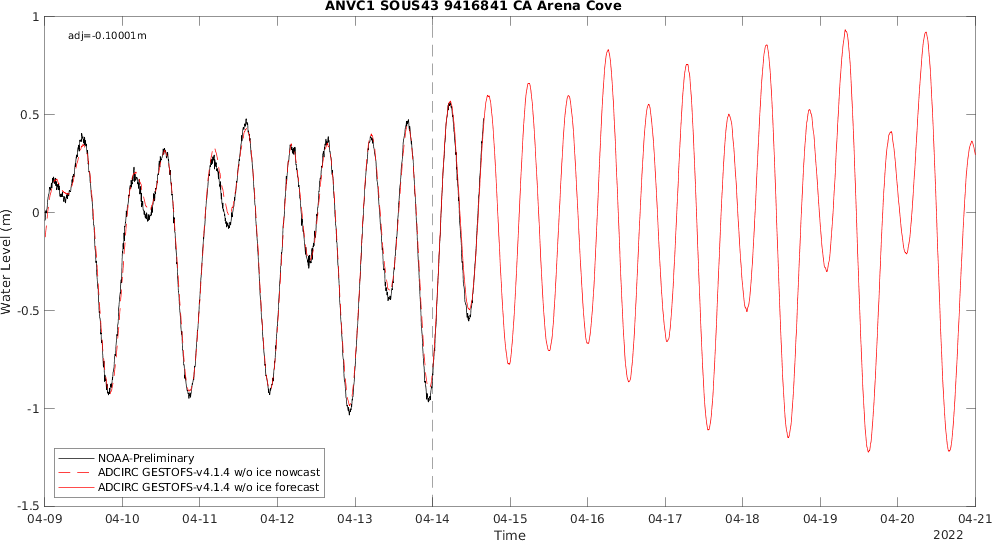 ANVC1 SOUS43 9416841 CA Arena Cove
adj=-0.10001m
1
0.5
0
-0.5
-1
-1.5
Water Level (m)
NOAA-Preliminary
ADCIRC GESTOFS-v4.1.4 w/o ice nowcast
ADCIRC GESTOFS-v4.1.4 w/o ice forecast
04-09 04-10 04-11 04-12 04-13 04-14 04-15 04-16 04-17 04-18 04-19 04-20 04-21
Time
2022